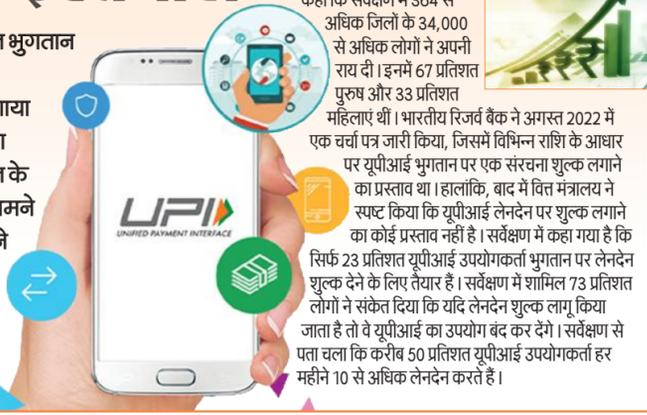 न भुगतान
गया
न के
मने
कहा कि सर्वेक्षण में 364 से
अधिक जिलों के 34,000
से अधिक लोगों ने अपनी
राय दी। इनमें 67 प्रतिशत
पुरुष और 33 प्रतिशत
महिलाएं थीं। भारतीय रिजर्व बैंक ने अगस्त 2022 में
एक चर्चा पत्र जारी किया, जिसमें विभिन्न राशि के आधार
पर यूपीआई भुगतान पर एक संरचना शुल्क लगाने
का प्रस्ताव था। हालांकि, बाद में वित्त मंत्रालय ने
स्पष्ट किया कि यूपीआई लेनदेन पर शुल्क लगाने
का कोई प्रस्ताव नहीं है। सर्वेक्षण में कहा गया है कि
सिर्फ 23 प्रतिशत यूपीआई उपयोगकर्ता भुगतान पर लेनदेन
शुल्क देने के लिए तैयार हैं। सर्वेक्षण में शामिल 73 प्रतिशत
लोगों ने संकेत दिया कि यदि लेनदेन शुल्क लागू किया
जाता है तो वे यूपीआई का उपयोग बंद कर देंगे। सर्वेक्षण से
पता चला कि करीब 50 प्रतिशत यूपीआई उपयोगकर्ता हर
महीने 10 से अधिक लेनदेन करते हैं।
UPI
UNIFIED PAYMENT INTERFACE